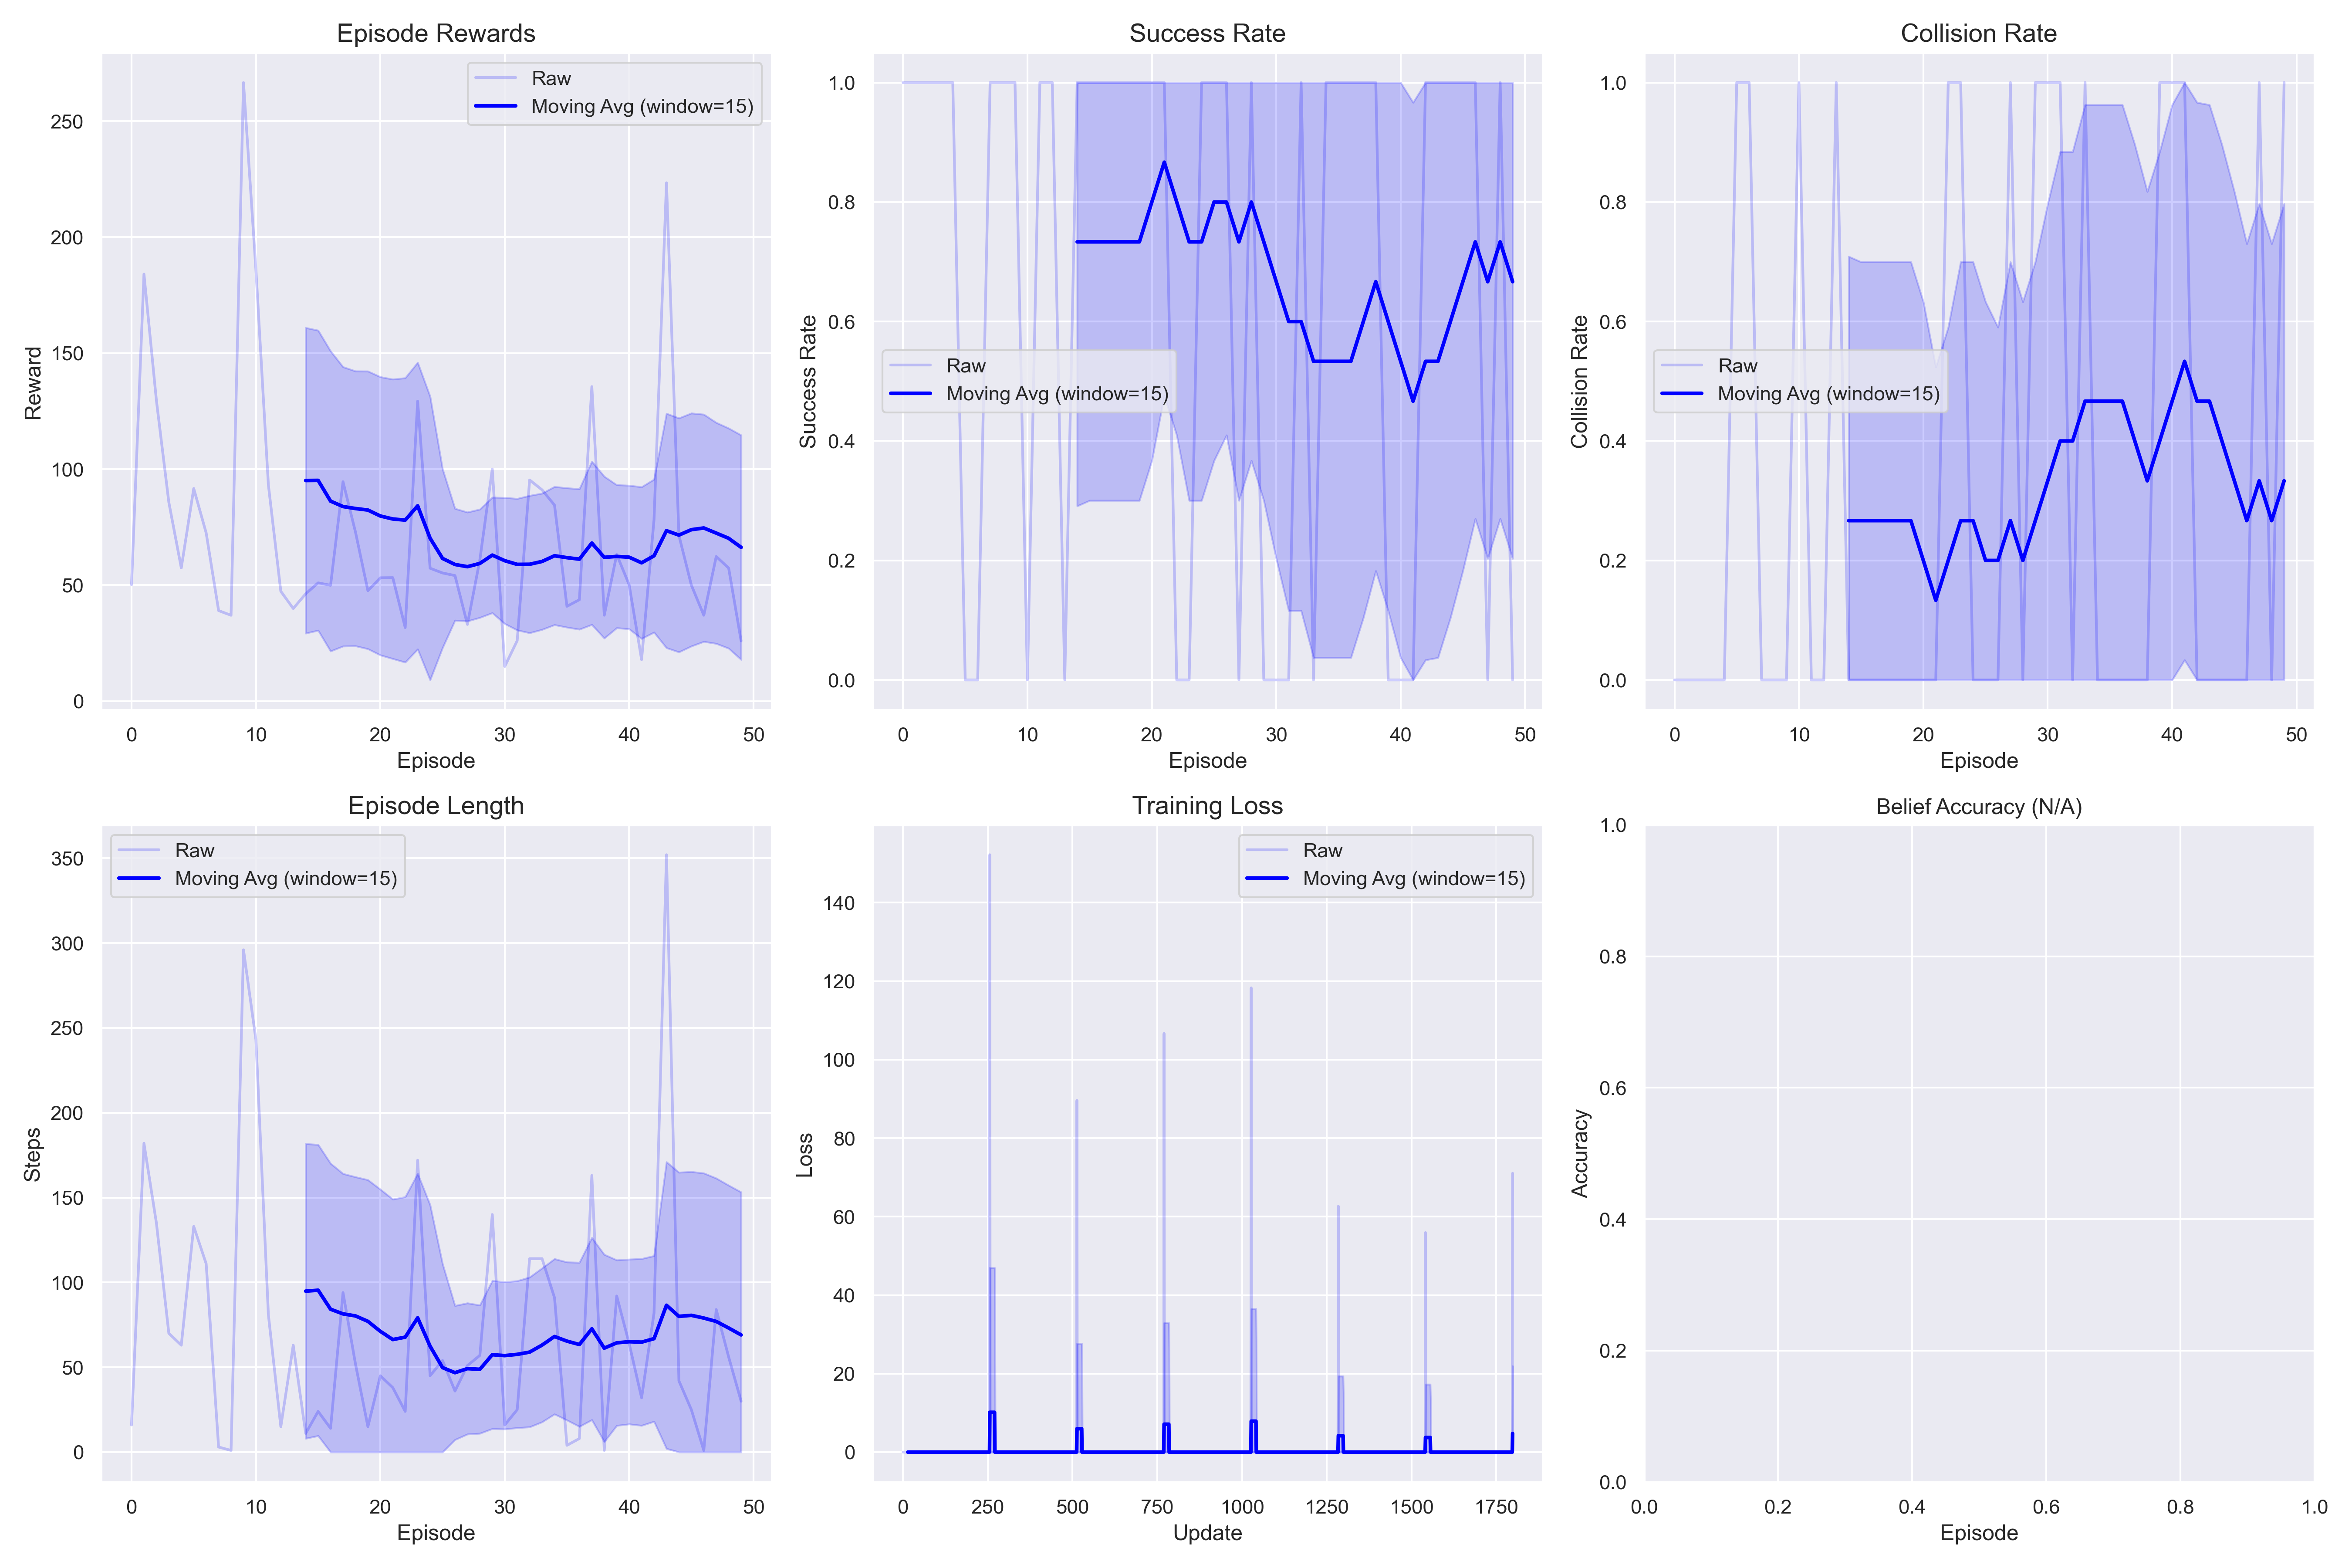 Episode Rewards
Raw
Moving Avg (window=15)
250
200
150
100
50
0
Reward
0 10 20 30 40 50
Episode
Success Rate
1.0
0.8
0.6
0.4
0.2
0.0
Success Rate
Raw
Moving Avg (window=15)
0 10 20 30 40 50
Episode
Collision Rate
1.0
0.8
0.6
0.4
0.2
0.0
Collision Rate
Raw
Moving Avg (window=15)
0 10 20 30 40 50
Episode
Episode Length
Raw
Moving Avg (window=15)
350
300
250
200
150
100
50
0
Steps
0 10 20 30 40 50
Episode
Training Loss
Raw
Moving Avg (window=15)
140
120
100
80
60
40
20
0
Loss
0 250 500 750 1000 1250 1500 1750
Update
Belief Accuracy (N/A)
1.0
0.8
0.6
0.4
0.2
0.0
Accuracy
0.0 0.2 0.4 0.6 0.8 1.0
Episode